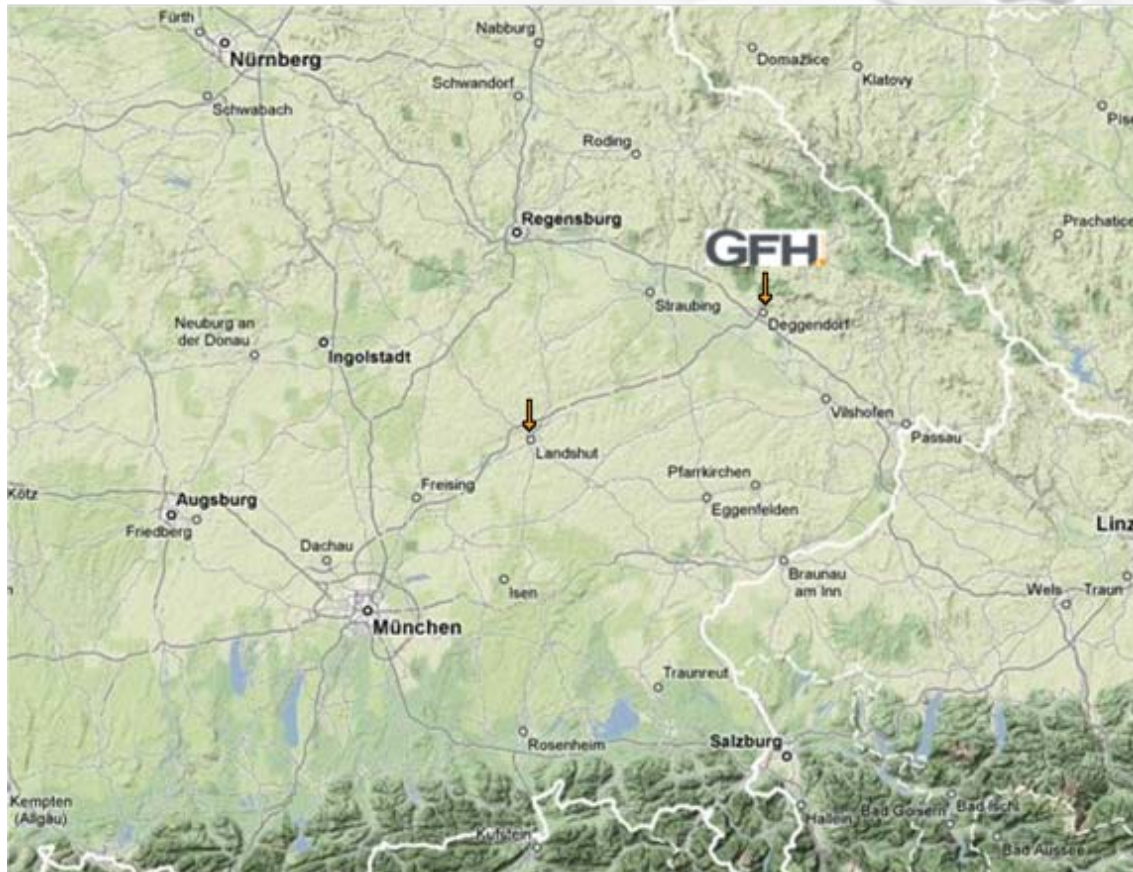 Fürth
Nürnberg
Schwabach
Nabburg
Schwandorf
Domažlice
Klatovy
Roding
Regensburg
GFH.
Prachatice
Straubing
Deggendorf
Neuburg an
der Donau
Ingolstadt
Vilshofen
Passau
Landshut
Pfarrkirchen
Eggenfelden
Freising
Kötz
Augsburg
Friedberg
Linz
Dachau
Isen
Braunau
am Inn
Wels
Traun
München
Traunreut
Rosenheim
Salzburg
Kempten
(Allgäu)
Kufstein
Hallein
Bad Goisern
Bad Ischl
Bad Aussee